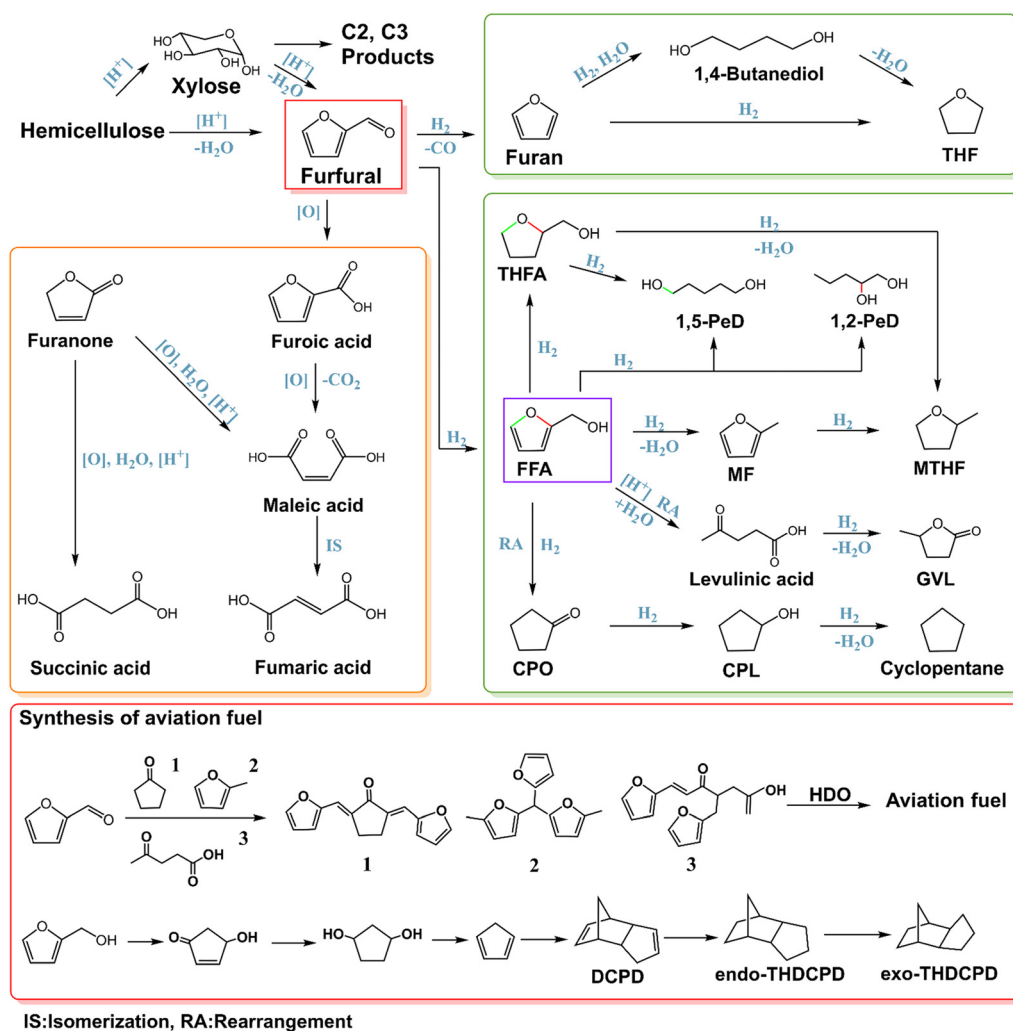 C2, C3
Products
[H+]
[H+]
-H2O
Xylose
Hemicellulose
[H+]
-H2O
Furfural
H2
-CO
HO
OH
1,4-Butanediol
H2, H2O
-H2O
Furan
H2
THF
[O]
Furanone
Furoic acid
[O], H2O, [H+]
[O]
-CO2
[O], H2O, [H+]
Maleic acid
IS
Succinic acid
Fumaric acid
H2
THFA
H2
-H2O
H2
1,5-PeD
1,2-PeD
H2
H2
FFA
H2
-H2O
MF
H2
MTHF
[H+] RA
+H2O
Levulinic acid
H2
-H2O
GVL
RA
H2
CPO
H2
CPL
H2
-H2O
Cyclopentane
Synthesis of aviation fuel
1
2
3
1
2
3
HDO
Aviation fuel
DCPD
endo-THDCPD
exo-THDCPD
IS:Isomerization, RA:Rearrangement